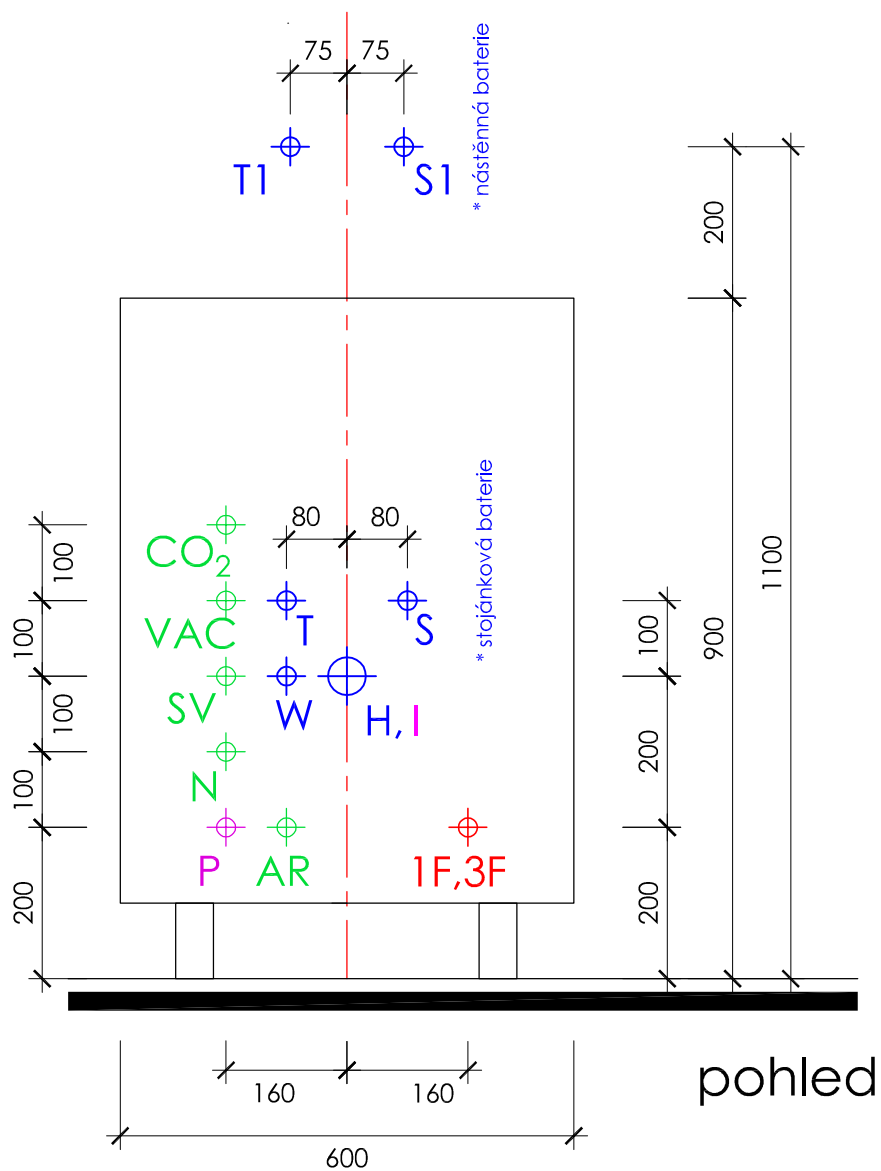 75 75
* nástěnná baterie
T1 S1
200
1100
900
* stojánková baterie
80 80
100
CO₂
T S
100
100
VAC
W H, I
SV
100
200
N
100
P AR 1F,3F
200
200
160 160
pohled
600